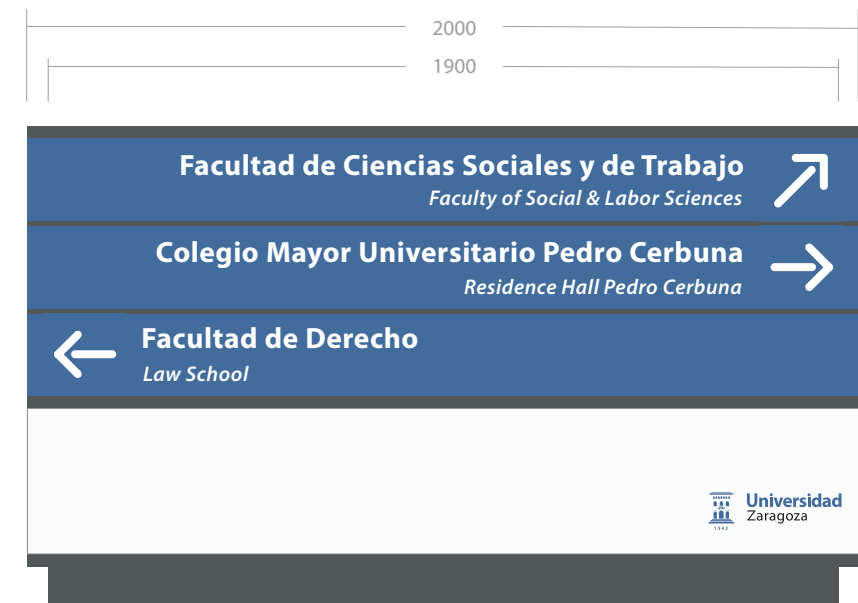 2000
1900
Facultad de Ciencias Sociales y de Trabajo
Faculty of Social & Labor Sciences
Colegio Mayor Universitario Pedro Cerbuna
Residence Hall Pedro Cerbuna
Facultad de Derecho
Law School
Universidad
Zaragoza
1542